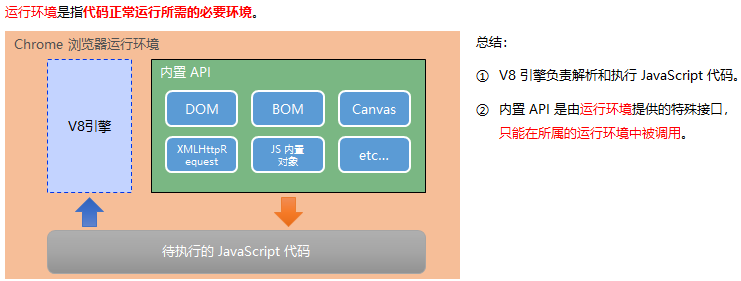 运行环境是指代码正常运行所需的必要环境。
Chrome 浏览器运行环境
V8引擎
内置 API
DOM
BOM
Canvas
XMLHttpR
equest
JS 内置
对象
etc...
待执行的 JavaScript 代码
总结：
① V8 引擎负责解析和执行 JavaScript 代码。
② 内置 API 是由运行环境提供的特殊接口，
只能在所属的运行环境中被调用。